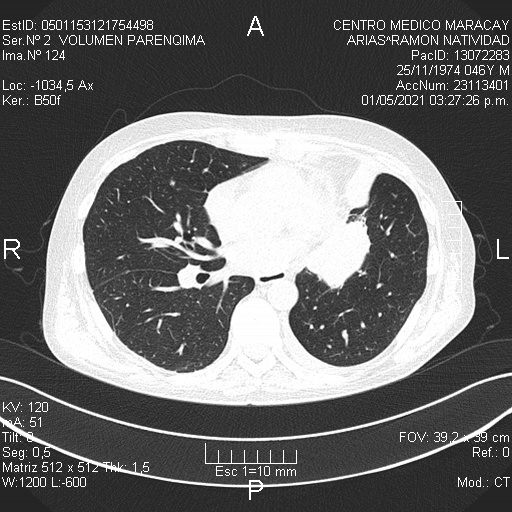 EstID: 0501153121754498
Ser.Nº 2 VOLUMEN PARENQIMA
Ima.Nº 124
Loc: -1034,5 Ax
Ker.: B50f
A
CENTRO MEDICO MARACAY
ARIAS^RAMON NATIVIDAD
PacID: 13072283
25/11/1974 046Y M
AccNum: 23113401
01/05/2021 03:27:26 p.m.
R
L
KV: 120
mA: 51
Tilt: 0
Seg: 0,5
Matriz 512 x 512 Thk: 1,5
W:1200 L:-600
Esc 1=10 mm
P
FOV: 39,2 x 39 cm
Ref.: 0
Mod.: CT